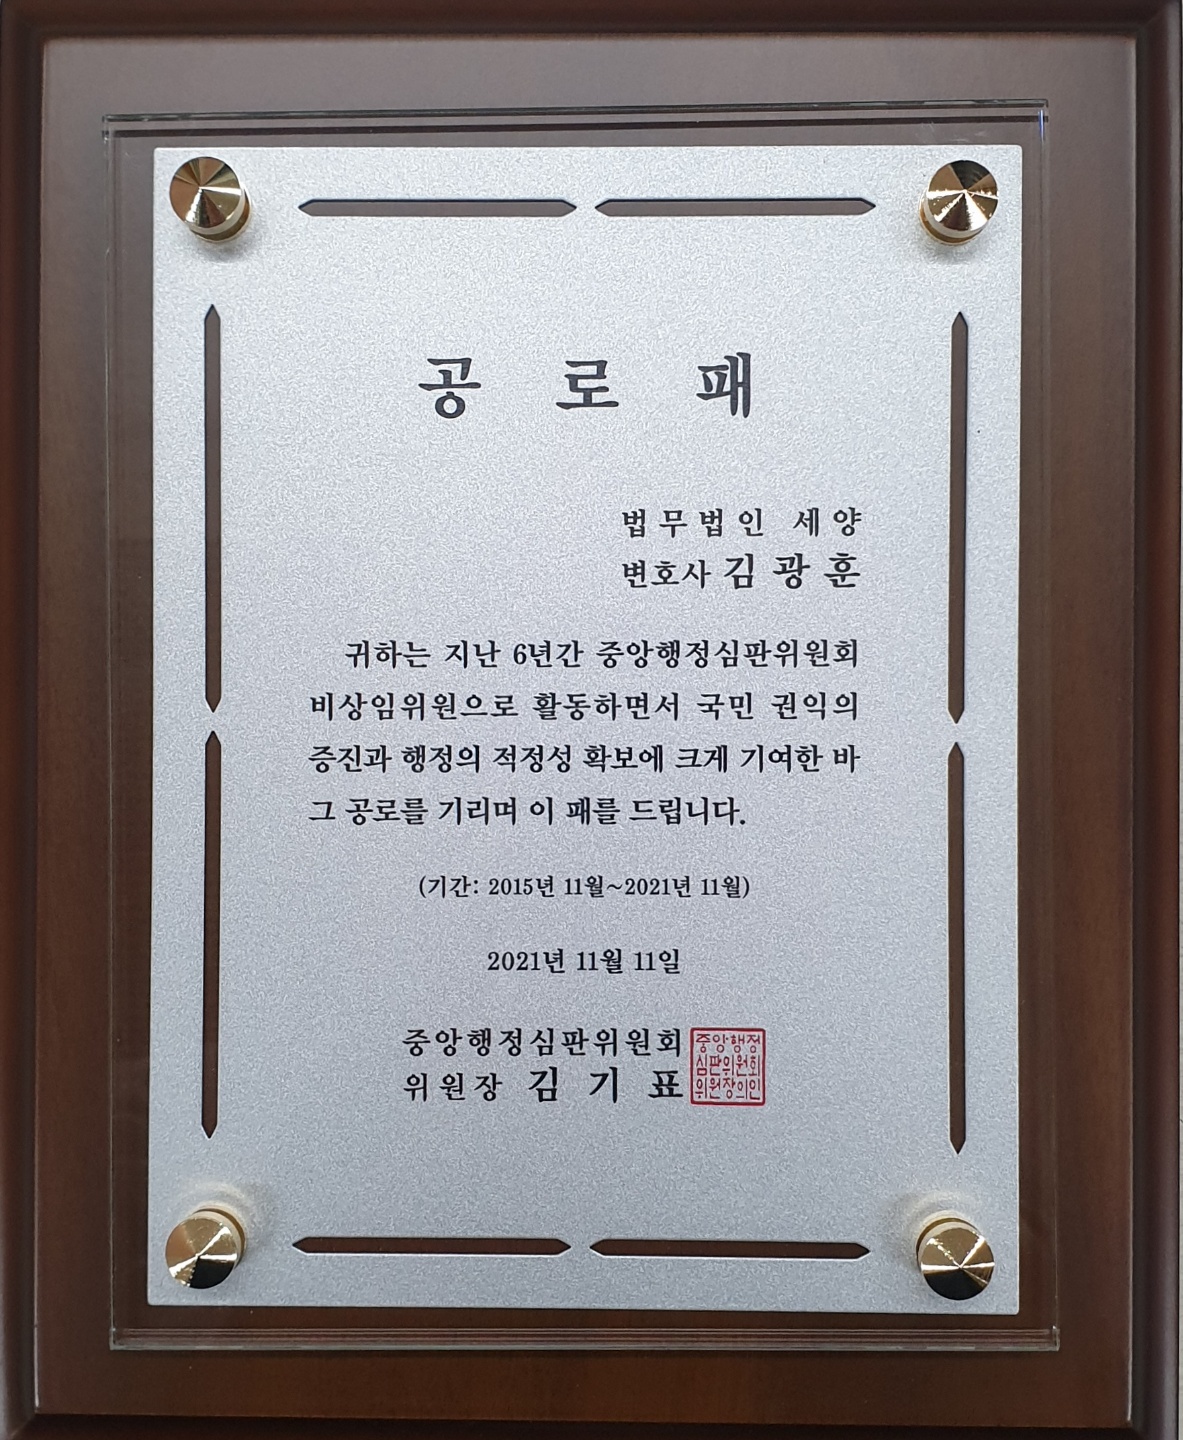 공 로 패
법무법인 세양
변호사 김 광 훈
귀하는 지난 6년간 중앙행정심판위원회
비상임위원으로 활동하면서 국민 권익의
증진과 행정의 적정성 확보에 크게 기여한 바
그 공로를 기리며 이 패를 드립니다.
(기간: 2015년 11월~2021년 11월)
2021년 11월 11일
중앙행정심판위원회
위원장 김 기 표
중앙행정
심판위원회
위원장의인